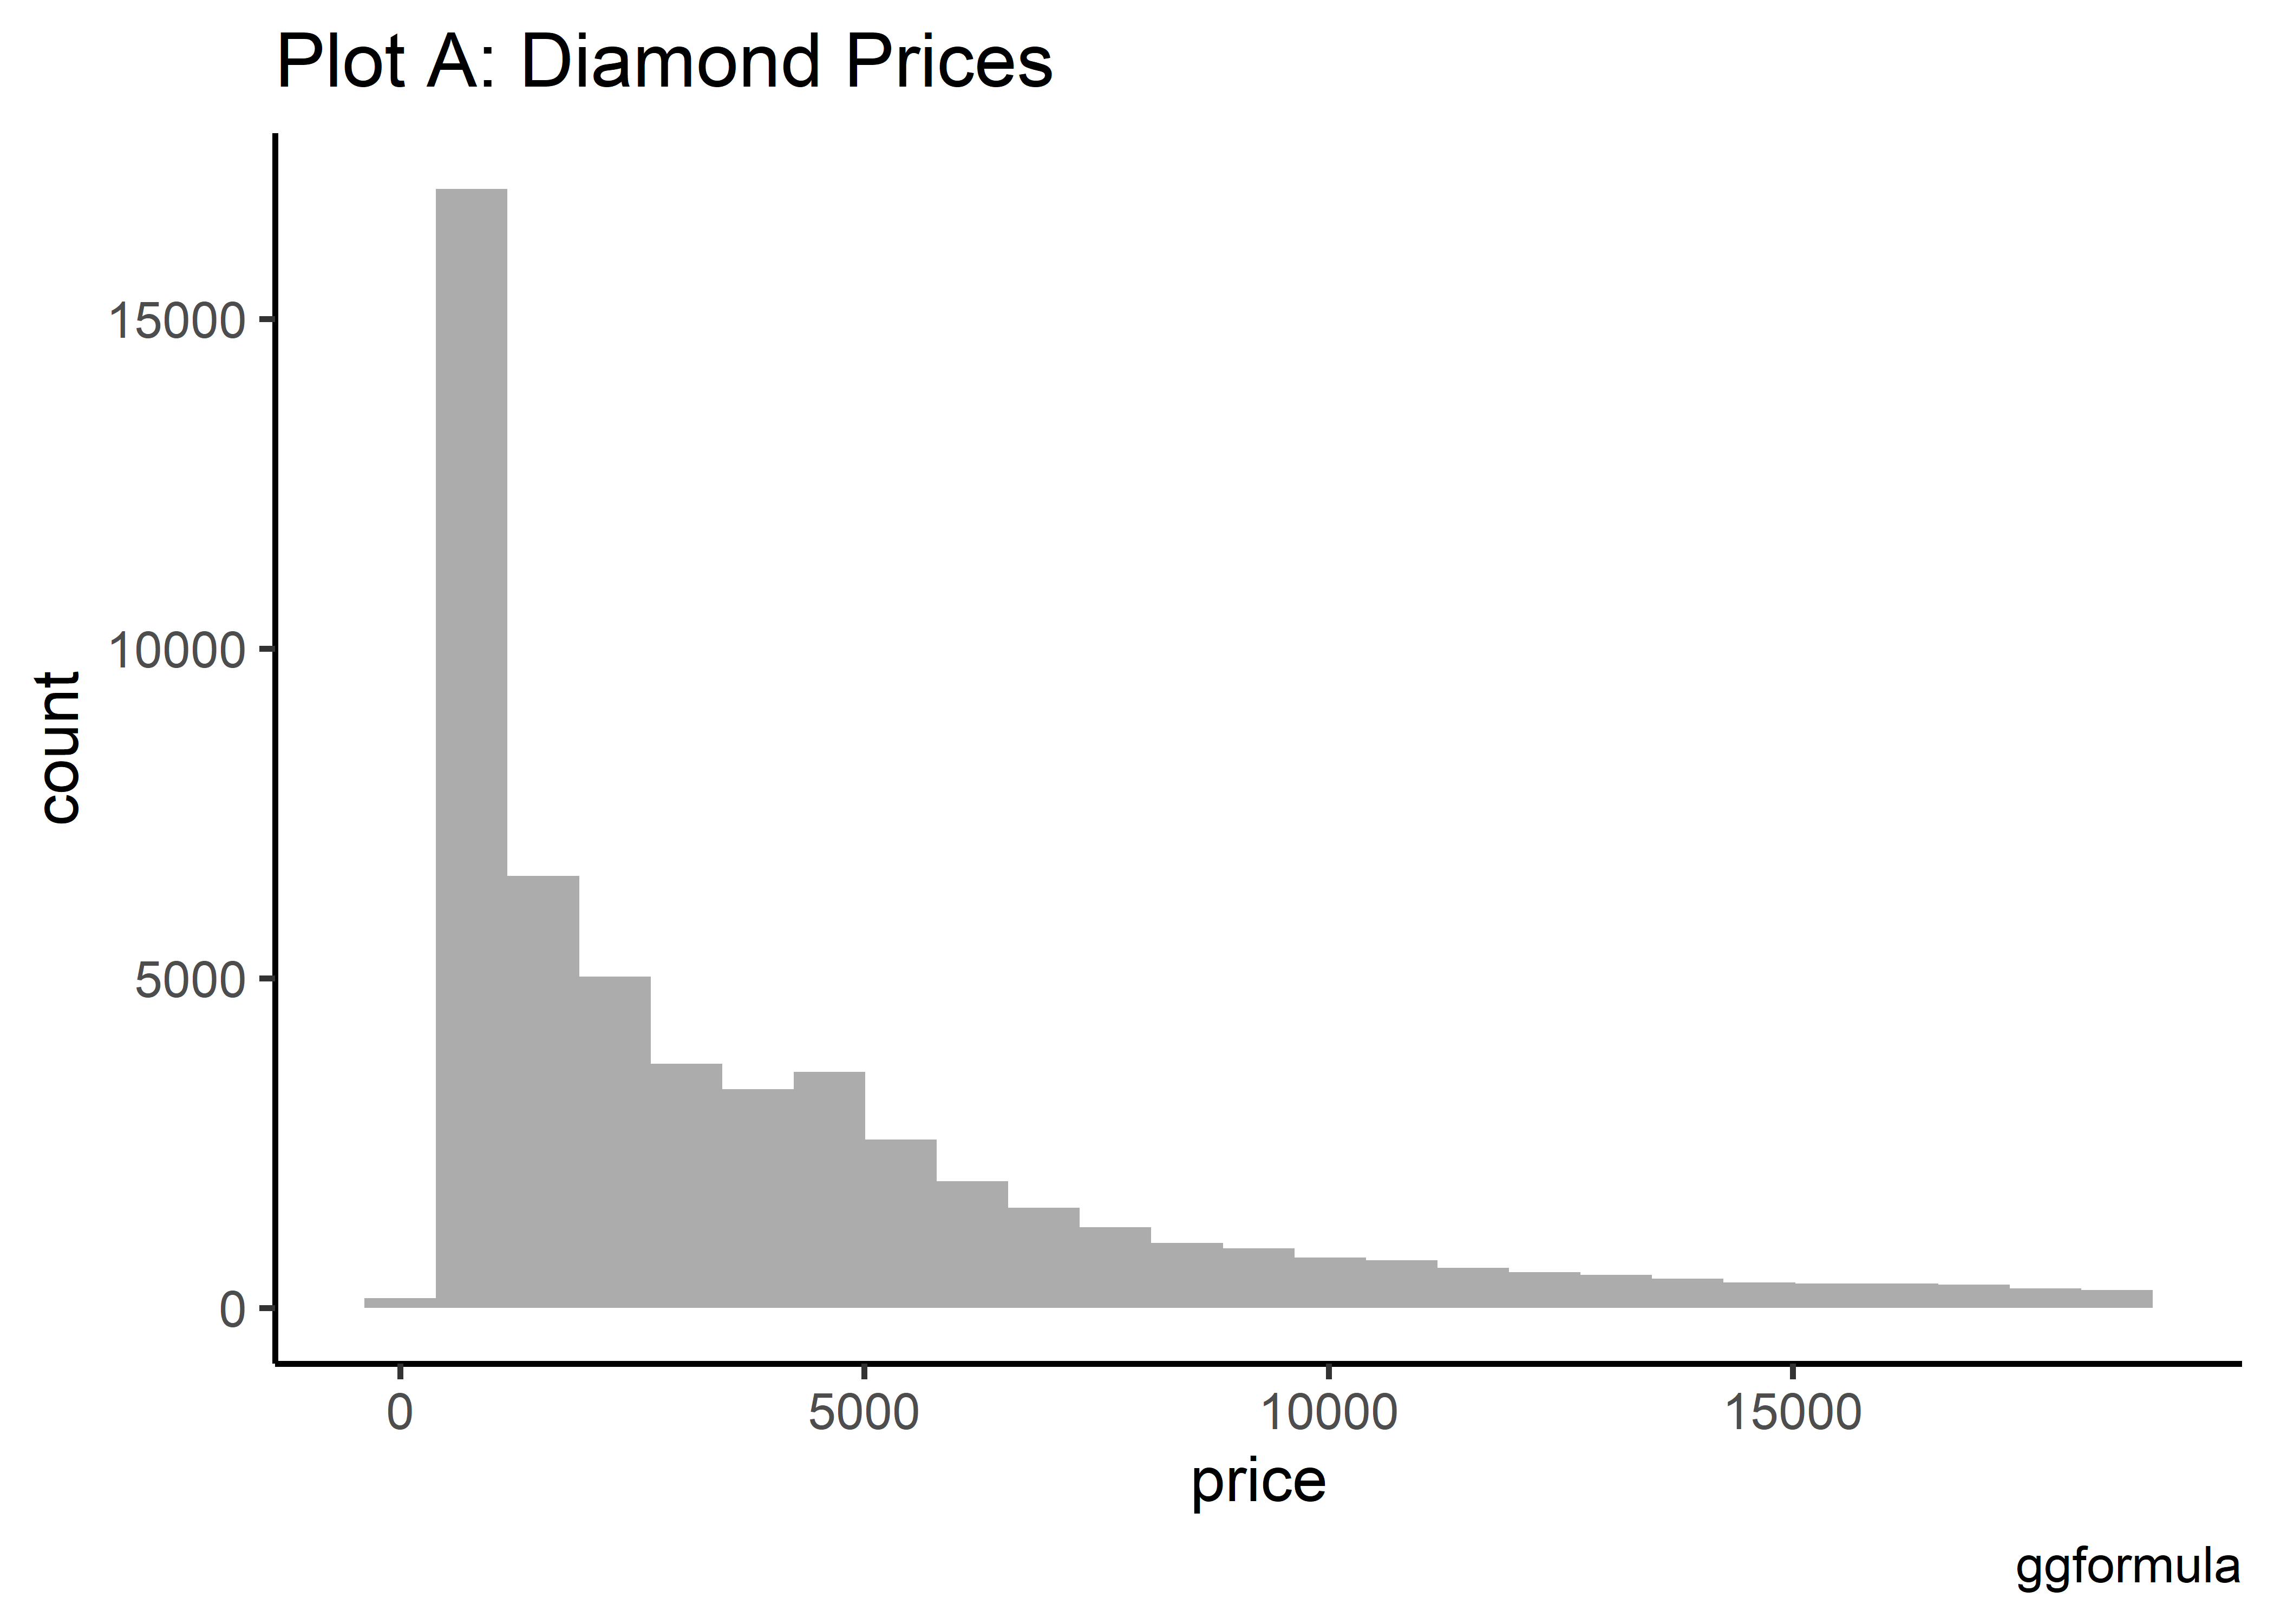 Plot A: Diamond Prices
15000
10000
5000
0
count
0 5000 10000 15000
price
ggformula